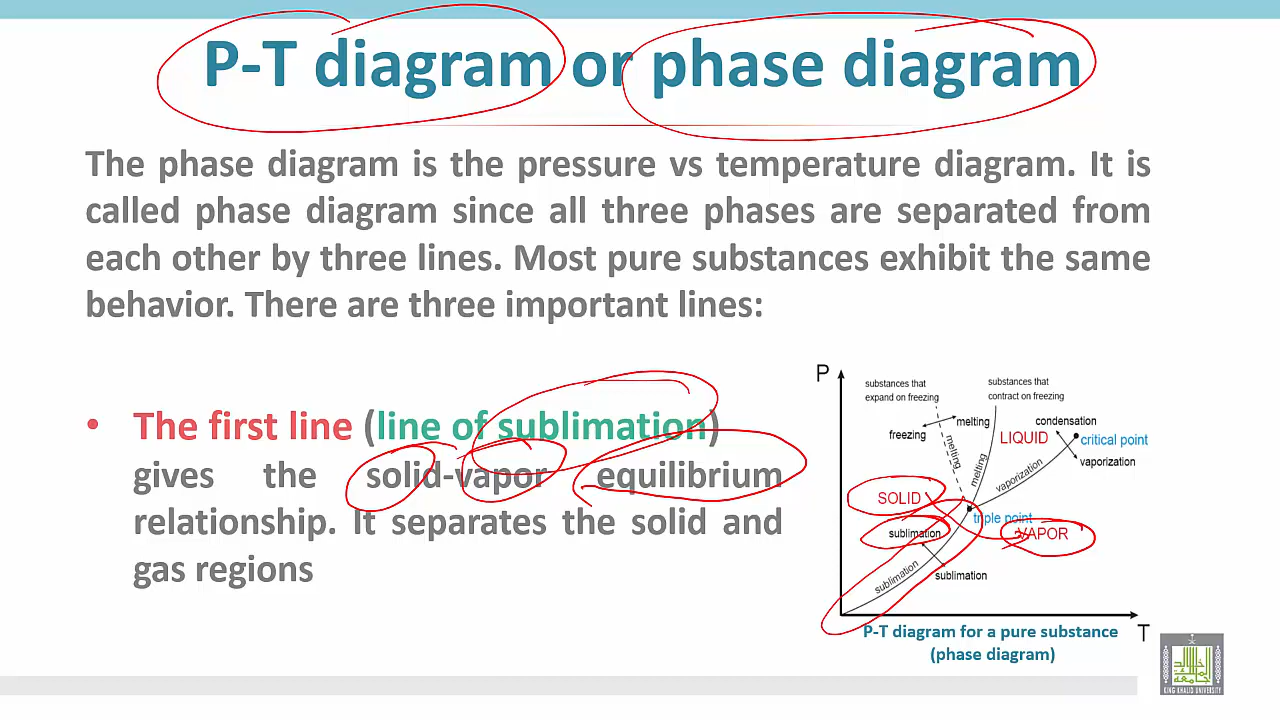 P-T diagram or phase diagram
The phase diagram is the pressure vs temperature diagram. It is
called phase diagram since all three phases are separated from
each other by three lines. Most pure substances exhibit the same
behavior. There are three important lines:
• The first line (line of sublimation)
gives the solid-vapor equilibrium
relationship. It separates the solid and
gas regions
P
substances that
expand on freezing
substances that
contract on freezing
freezing
melting
melting
melting
LIQUID
condensation
critical point
vaporization
vaporization
SOLID
triple point
sublimation
VAPOR
sublimation
sublimation
T
P-T diagram for a pure substance
(phase diagram)
KING KHALID UNIVERSITY